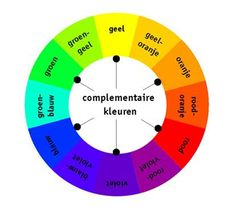 geel
geel-
oranje
oranje
rood-
oranje
rood
rood-
violet
violet
blauw
violet
blauw
groen-
blauw
groen
groen-
geel
complementaire
kleuren